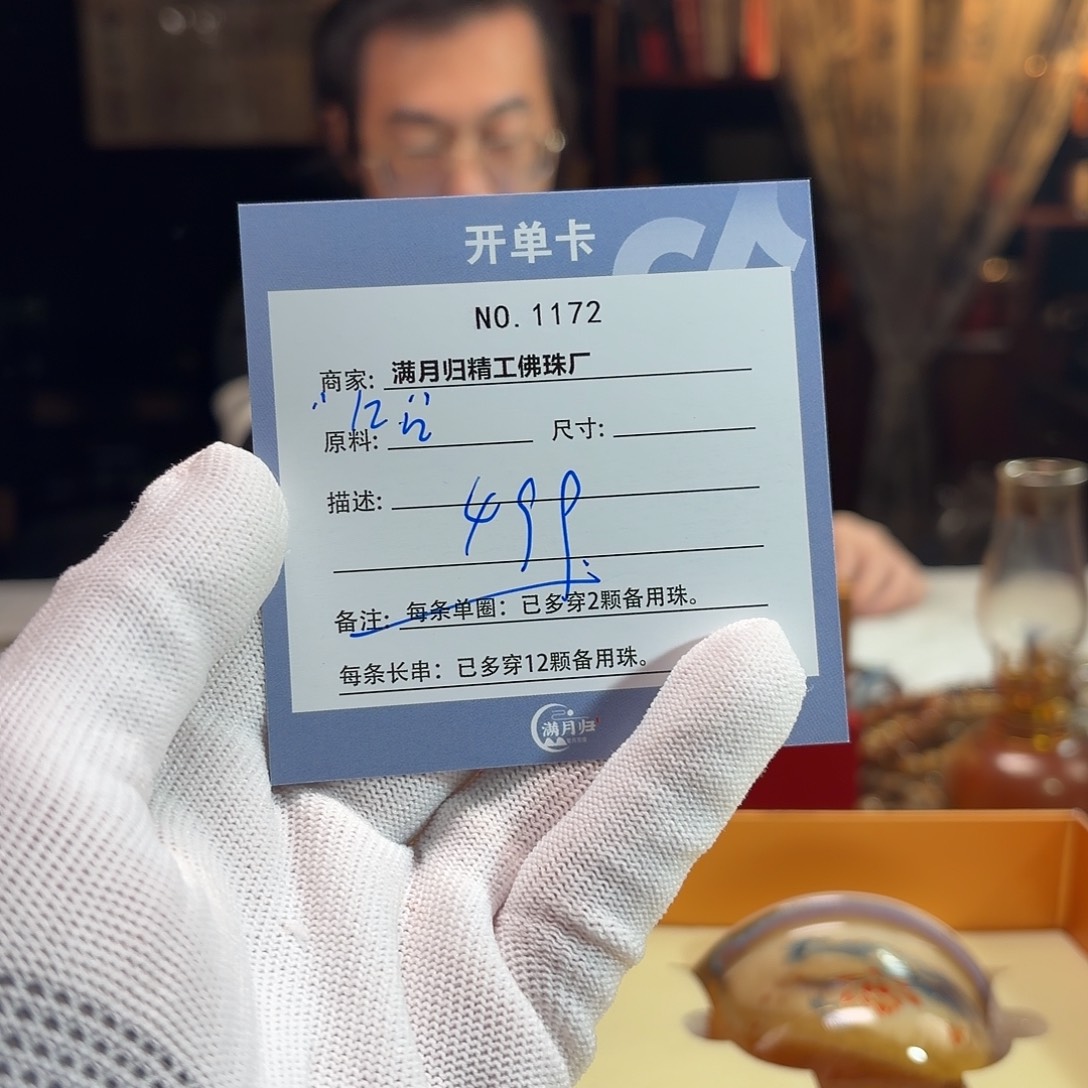 开单卡
NO.1172
商家: 满月归精工佛珠厂
12
原料: 尺寸:
描述: 499
备注: 每条单圈：已多穿2颗备用珠。
每条长串：已多穿12颗备用珠。
满月归